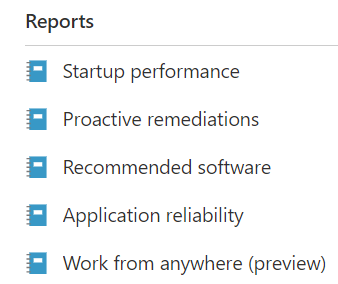 Reports
Startup performance
Proactive remediations
Recommended software
Application reliability
Work from anywhere (preview)